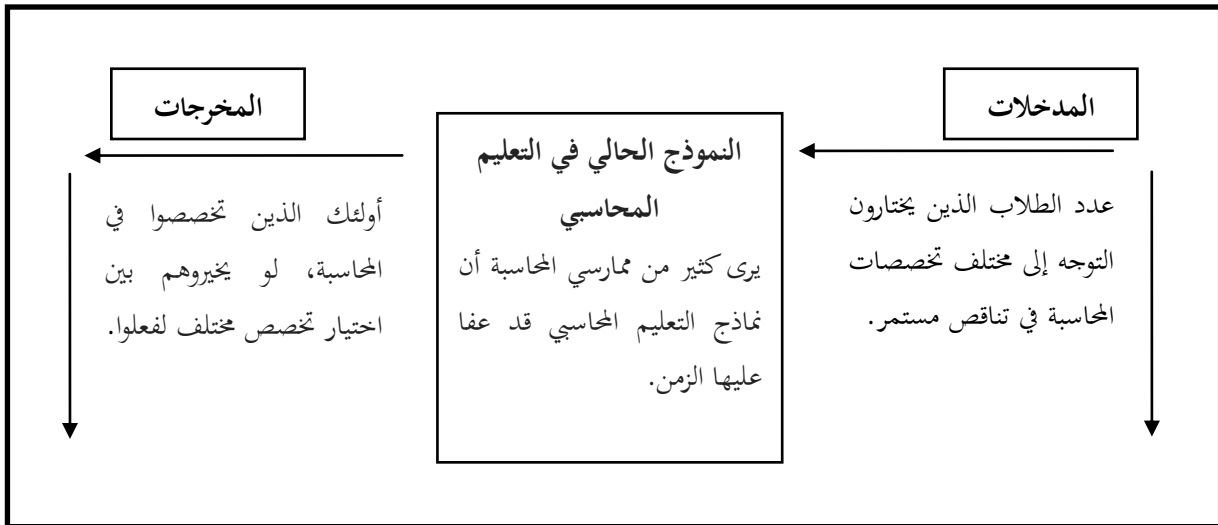 المدخلات
عدد الطلاب الذين يختارون
التوجه إلى مختلف تخصصات
المحاسبة في تناقص مستمر.
النموذج الحالي في التعليم
المحاسبي
يرى كثير من ممارسي المحاسبة أن
نماذج التعليم المحاسبي قد عفا
عليها الزمن.
المخرجات
أولئك الذين تخصصوا في
المحاسبة، لو يخيروهم بين
اختيار تخصص مختلف لفعلوا.